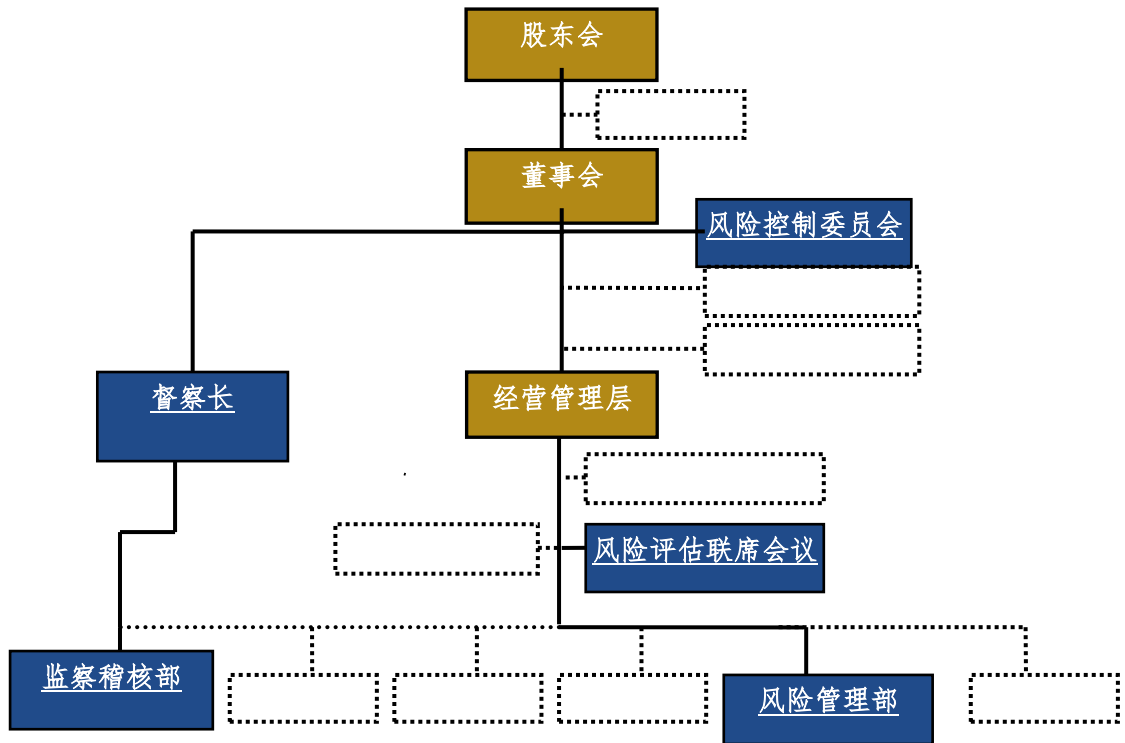 股东会
董事会
风险控制委员会
督察长
经营管理层
风险评估联席会议
监察稽核部
风险管理部